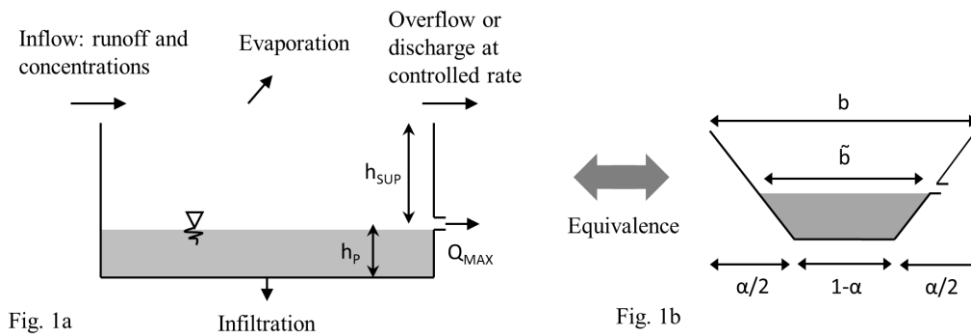 Inflow: runoff and
concentrations
Evaporation
Overflow or
discharge at
controlled rate
h_SUP
h_P
Q_MAX
Infiltration
Fig. 1a
Equivalence
b
b̃
α/2
1-α
α/2
Fig. 1b